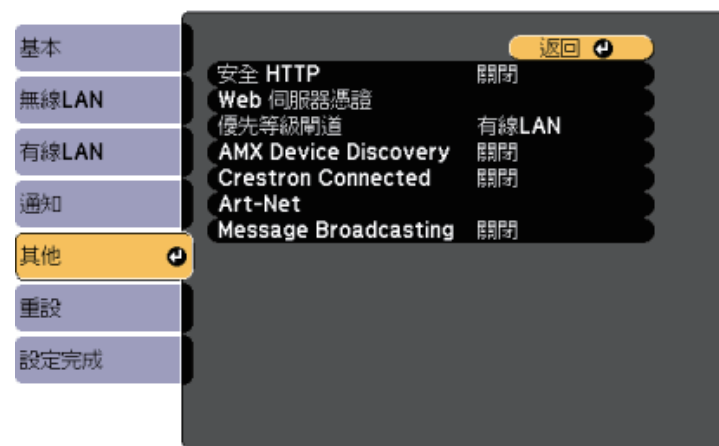 基本
無線LAN
有線LAN
通知
其他
重設
設定完成
返回
安全 HTTP 關閉
Web 伺服器憑證
優先等級閘道 有線LAN
AMX Device Discovery 關閉
Crestron Connected 關閉
Art-Net
Message Broadcasting 關閉